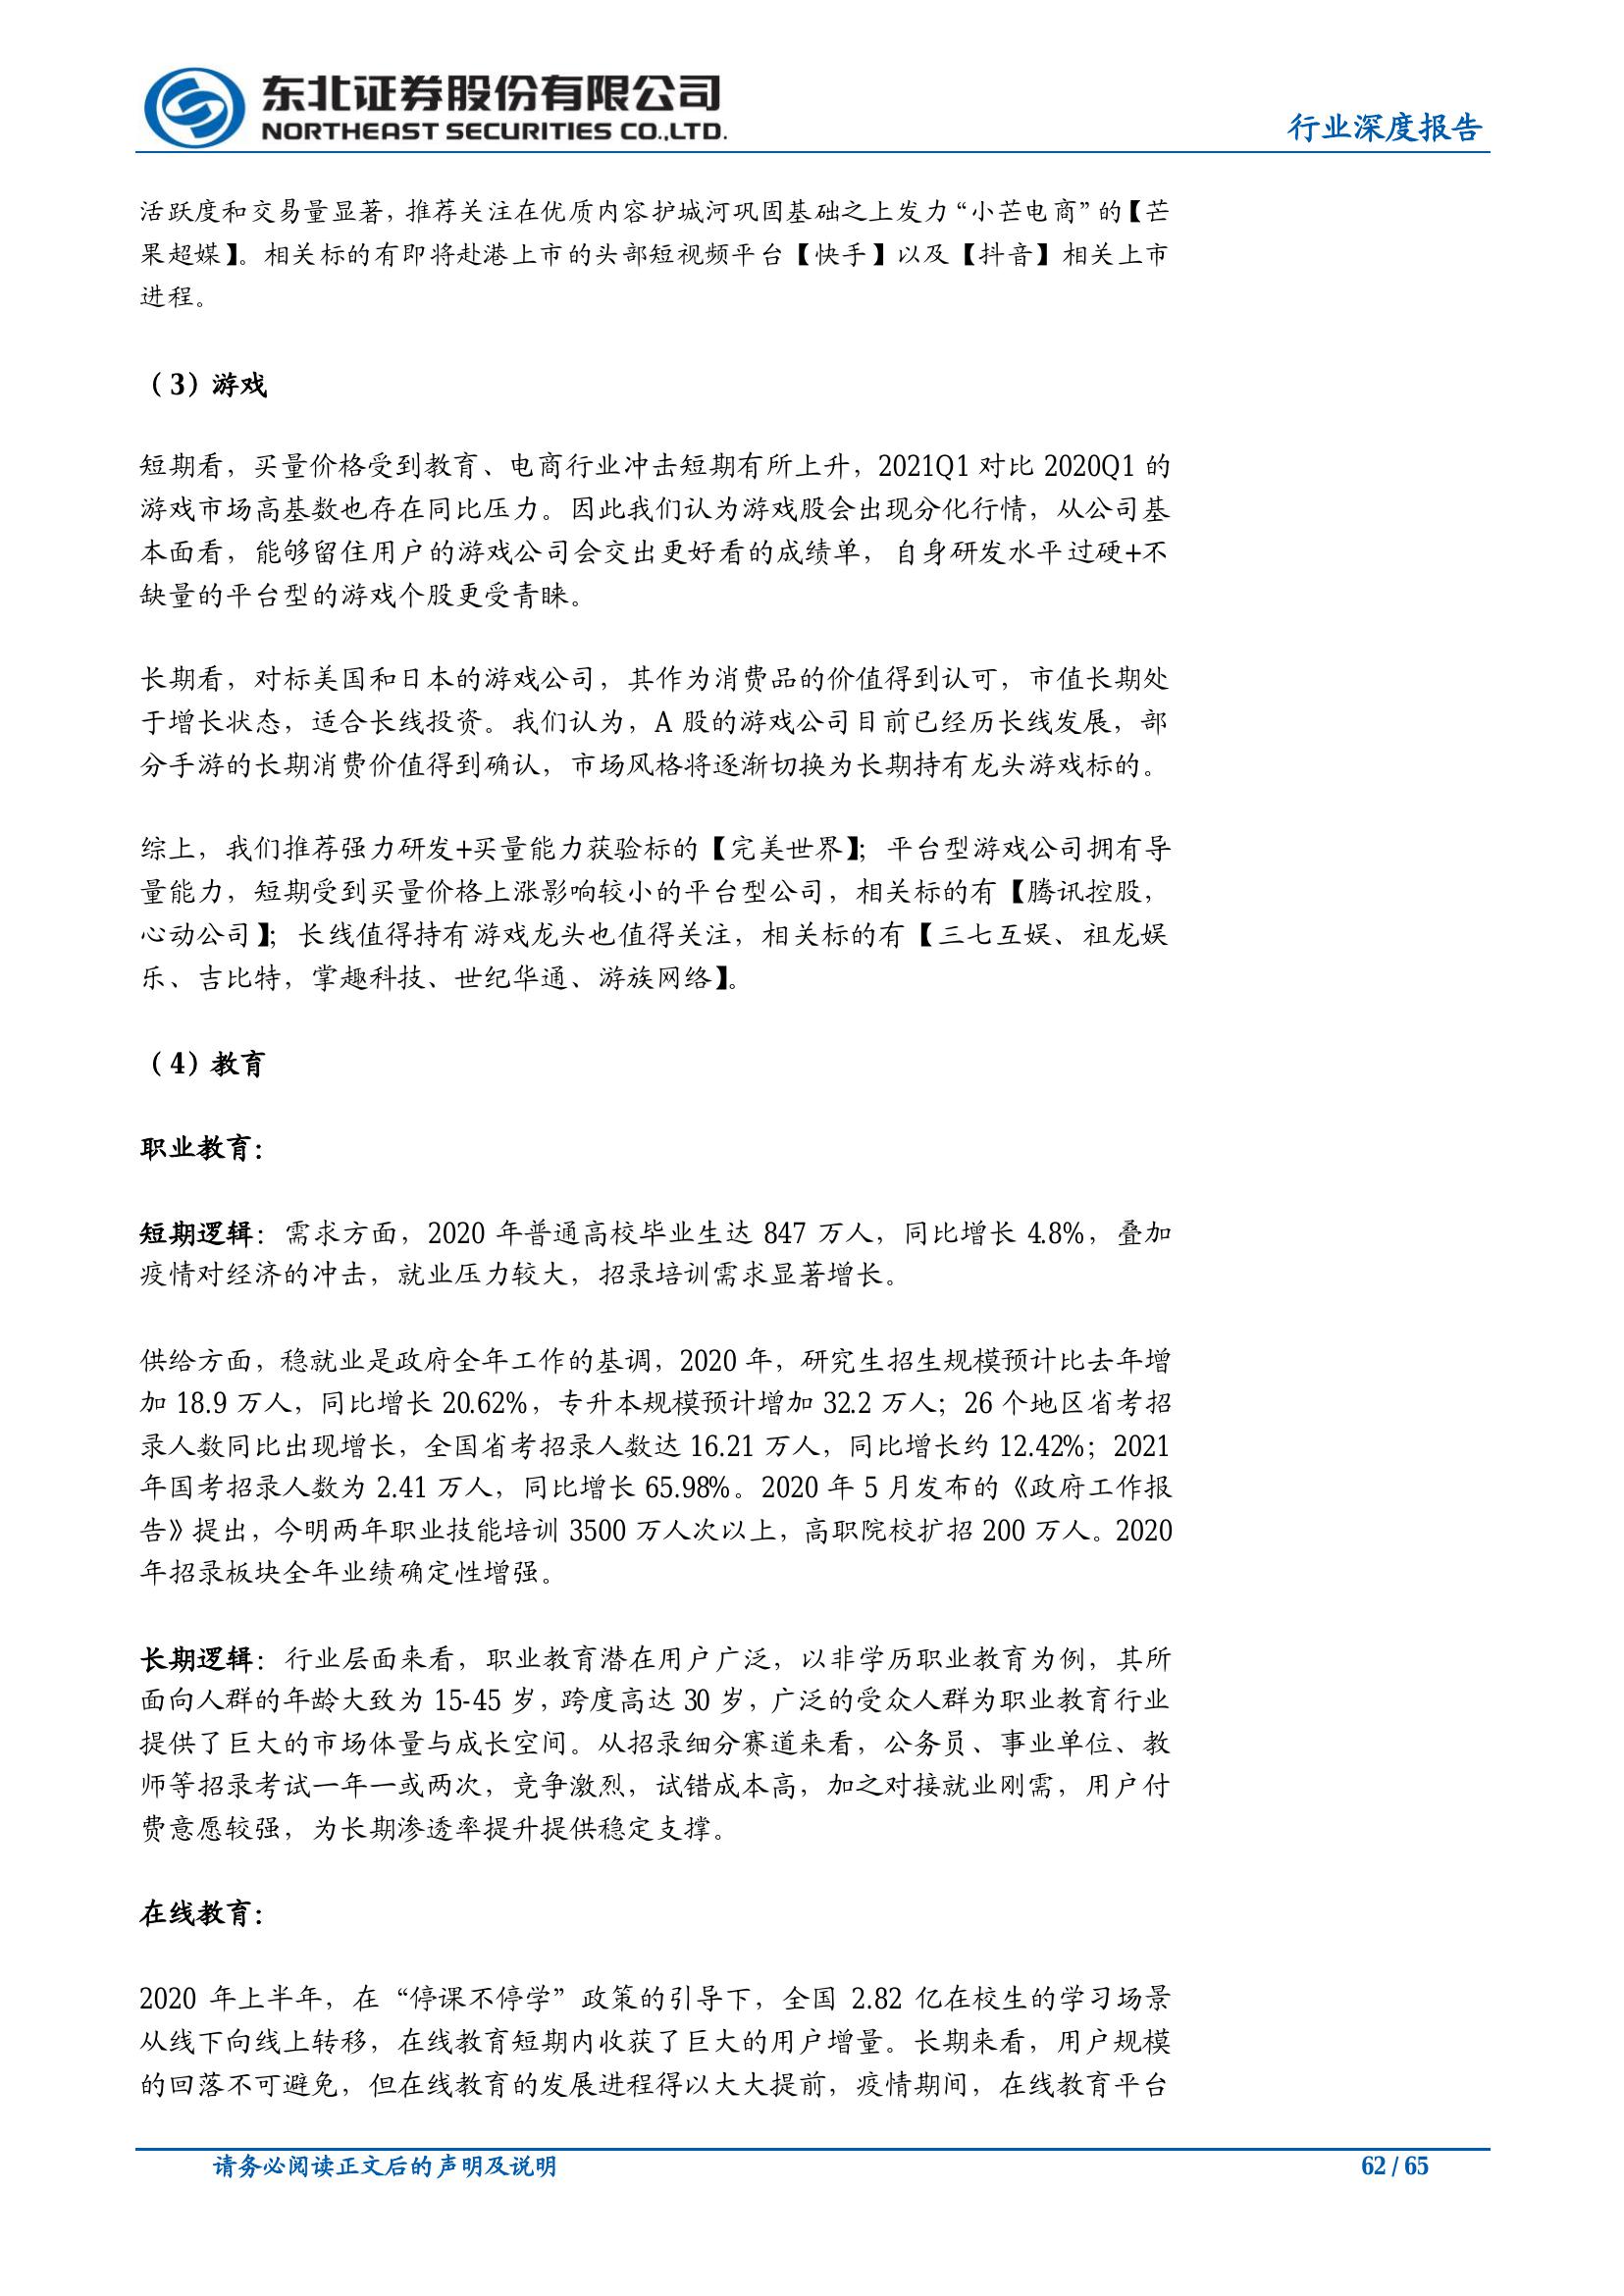 东北证券股份有限公司
NORTHEAST SECURITIES CO.,LTD.
行业深度报告
活跃度和交易量显著，推荐关注在优质内容护城河巩固基础之上发力“小芒电商”的【芒
果超媒】。相关标的有即将赴港上市的头部短视频平台【快手】以及【抖音】相关上市
进程。
（3）游戏
短期看，买量价格受到教育、电商行业冲击短期有所上升，2021Q1 对比 2020Q1 的
游戏市场高基数也存在同比压力。因此我们认为游戏股会出现分化行情，从公司基
本面看，能够留住用户的游戏公司会交出更好看的成绩单，自身研发水平过硬+不
缺量的平台型的游戏个股更受青睐。
长期看，对标美国和日本的游戏公司，其作为消费品的价值得到认可，市值长期处
于增长状态，适合长线投资。我们认为，A 股的游戏公司目前已经历长线发展，部
分手游的长期消费价值得到确认，市场风格将逐渐切换为长期持有龙头游戏标的。
综上，我们推荐强力研发+买量能力获验标的【完美世界】；平台型游戏公司拥有导
量能力，短期受到买量价格上涨影响较小的平台型公司，相关标的有【腾讯控股，
心动公司】；长线值得持有游戏龙头也值得关注，相关标的有【三七互娱、祖龙娱
乐、吉比特，掌趣科技、世纪华通、游族网络】。
（4）教育
职业教育：
短期逻辑：需求方面，2020 年普通高校毕业生达 847 万人，同比增长 4.8%，叠加
疫情对经济的冲击，就业压力较大，招录培训需求显著增长。
供给方面，稳就业是政府全年工作的基调，2020 年，研究生招生规模预计比去年增
加 18.9 万人，同比增长 20.62%，专升本规模预计增加 32.2 万人；26 个地区省考招
录人数同比出现增长，全国省考招录人数达 16.21 万人，同比增长约 12.42%；2021
年国考招录人数为 2.41 万人，同比增长 65.98%。2020 年 5 月发布的《政府工作报
告》提出，今明两年职业技能培训 3500 万人次以上，高职院校扩招 200 万人。2020
年招录板块全年业绩确定性增强。
长期逻辑：行业层面来看，职业教育潜在用户广泛，以非学历职业教育为例，其所
面向人群的年龄大致为 15-45 岁，跨度高达 30 岁，广泛的受众人群为职业教育行业
提供了巨大的市场体量与成长空间。从招录细分赛道来看，公务员、事业单位、教
师等招录考试一年一或两次，竞争激烈，试错成本高，加之对接就业刚需，用户付
费意愿较强，为长期渗透率提升提供稳定支撑。
在线教育：
2020 年上半年，在“停课不停学”政策的引导下，全国 2.82 亿在校生的学习场景
从线下向线上转移，在线教育短期内收获了巨大的用户增量。长期来看，用户规模
的回落不可避免，但在线教育的发展进程得以大大提前，疫情期间，在线教育平台
请务必阅读正文后的声明及说明
62 / 65